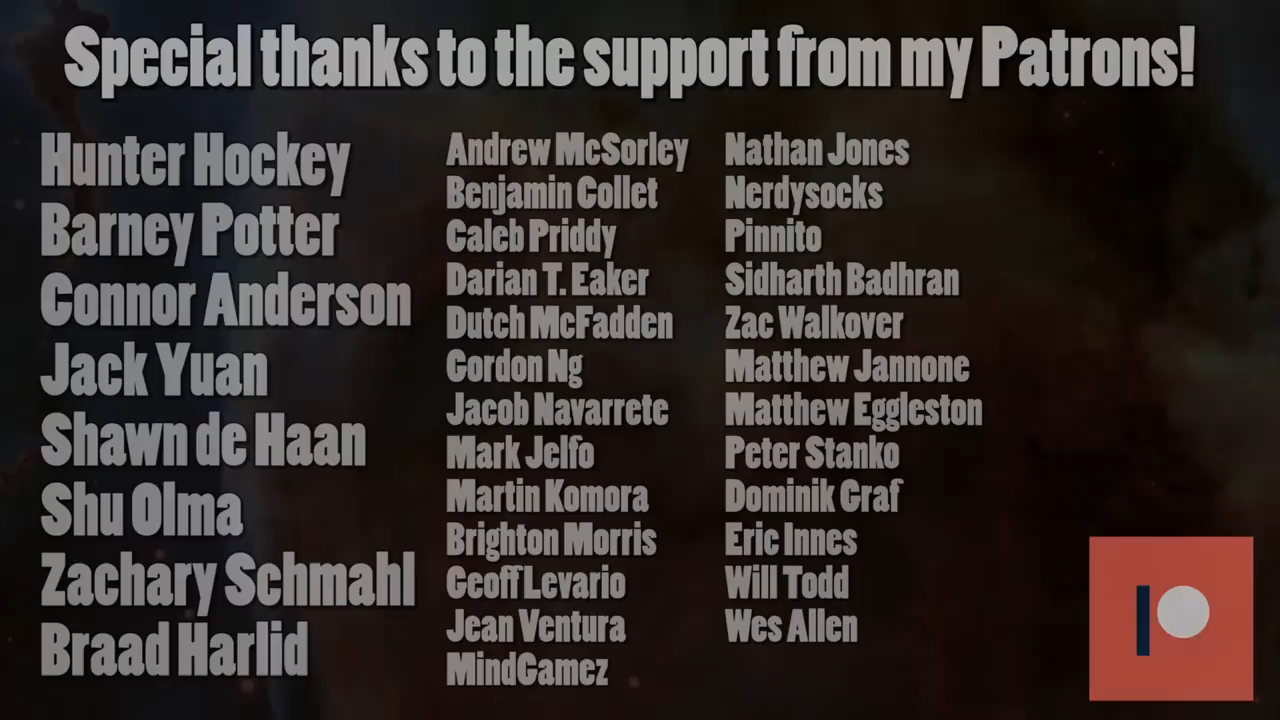 Special thanks to the support from my Patrons!
Hunter Hockey
Barney Potter
Connor Anderson
Jack Yuan
Shawn de Haan
Shu Olma
Zachary Schmahl
Braad Harlid
Andrew McSorley
Benjamin Collet
Caleb Priddy
Darian T. Eaker
Dutch McFadden
Gordon Ng
Jacob Navarrete
Mark Jelfo
Martin Komora
Brighton Morris
Geoff Levario
Jean Ventura
MindGamez
Nathan Jones
Nerdysocks
Pinnito
Sidharth Badhran
Zac Walkover
Matthew Jannone
Matthew Eggleston
Peter Stanko
Dominik Graf
Eric Innes
Will Todd
Wes Allen